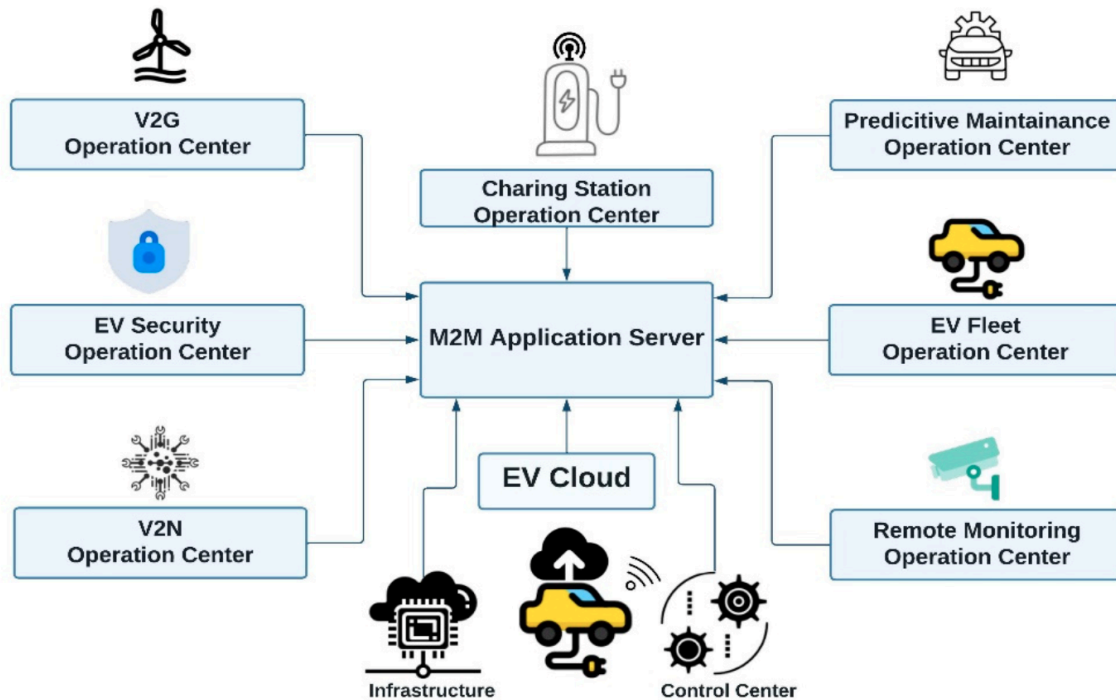 V2G
Operation Center
Charing Station
Operation Center
Predicitive Maintainance
Operation Center
EV Security
Operation Center
M2M Application Server
EV Fleet
Operation Center
V2N
Operation Center
EV Cloud
Remote Monitoring
Operation Center
Infrastructure
Control Center